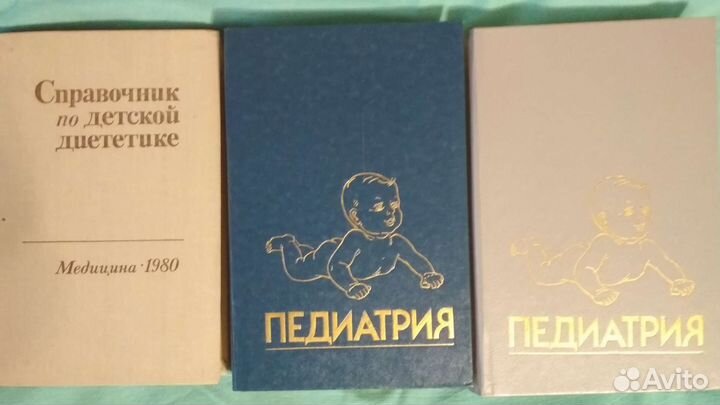 Справочник
по детской
диететике
Медицина · 1980
ПЕДИАТРИЯ
ПЕДИАТРИЯ
Avito